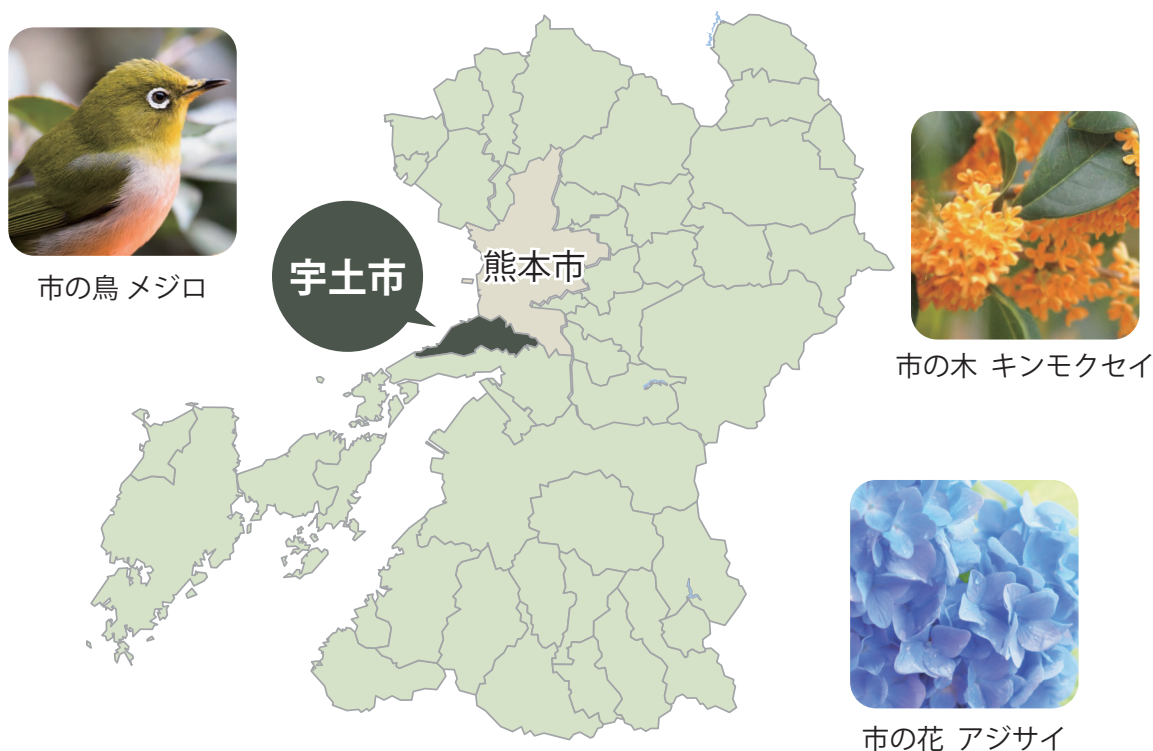 市の鳥 メジロ
宇土市
熊本市
市の木 キンモクセイ
市の花 アジサイ